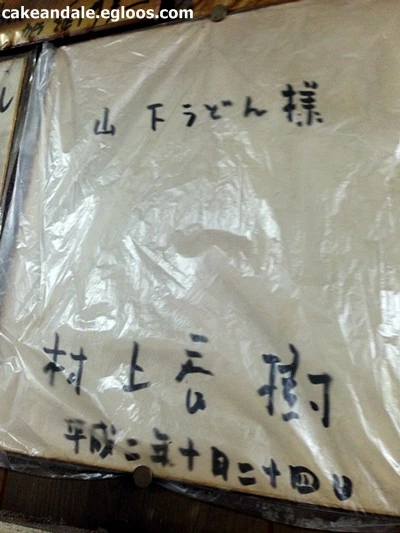 cakeandale.egloos.com
山下うどん様
村上春樹
平成二年十月二十四日